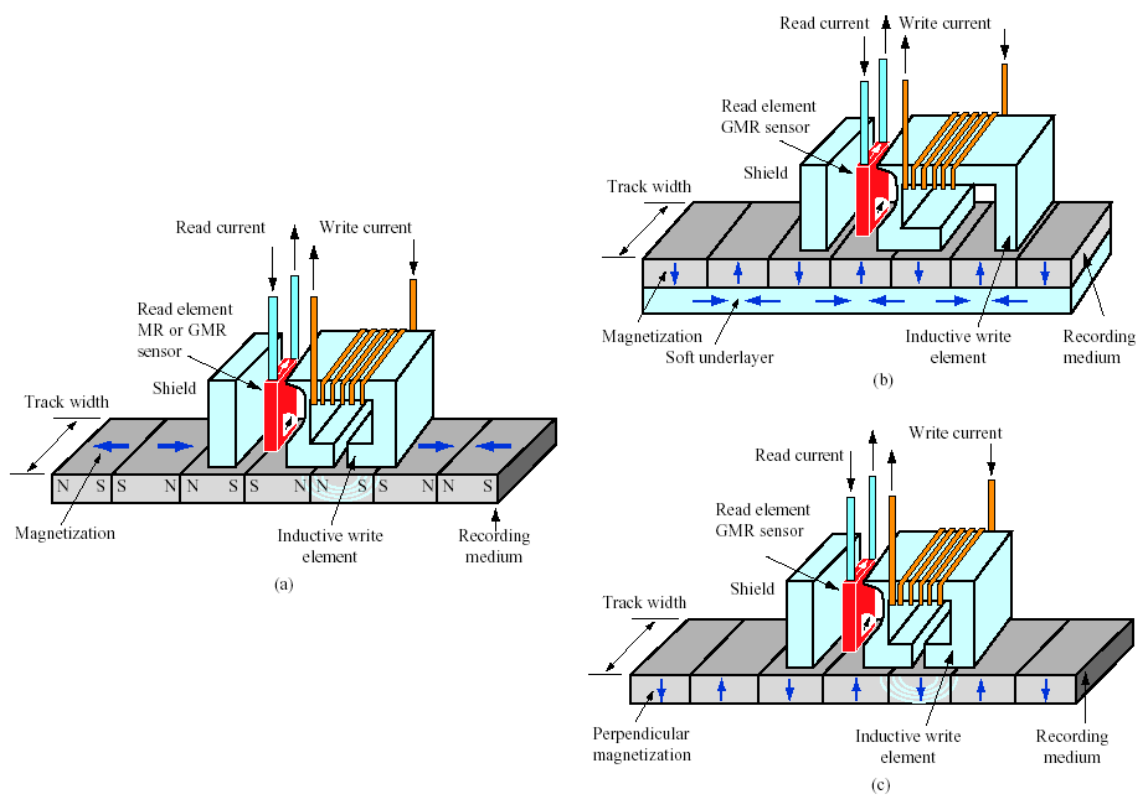 Read current
Write current
Read element
MR or GMR
sensor
Shield
Track width
N S S N N S S N N S S N N S
Magnetization
Inductive write
element
Recording
medium
(a)
Read current
Write current
Read element
GMR sensor
Shield
Track width
Magnetization
Soft underlayer
Inductive write
element
Recording
medium
(b)
Read current
Write current
Read element
GMR sensor
Shield
Track width
Perpendicular
magnetization
Inductive write
element
Recording
medium
(c)